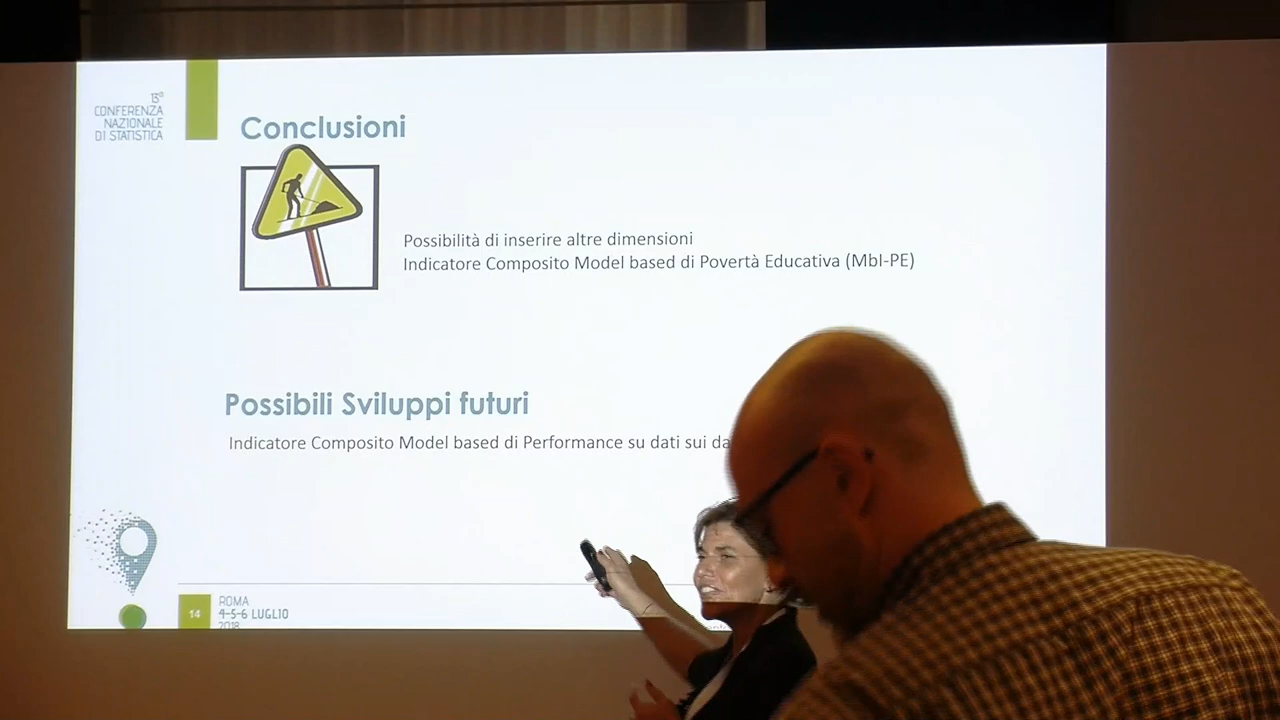 13ª
CONFERENZA
NAZIONALE
DI STATISTICA
Conclusioni
Possibilità di inserire altre dimensioni
Indicatore Composito Model based di Povertà Educativa (MbI-PE)
Possibili Sviluppi futuri
Indicatore Composito Model based di Performance su dati sui
14
ROMA
4-5-6 LUGLIO
2018